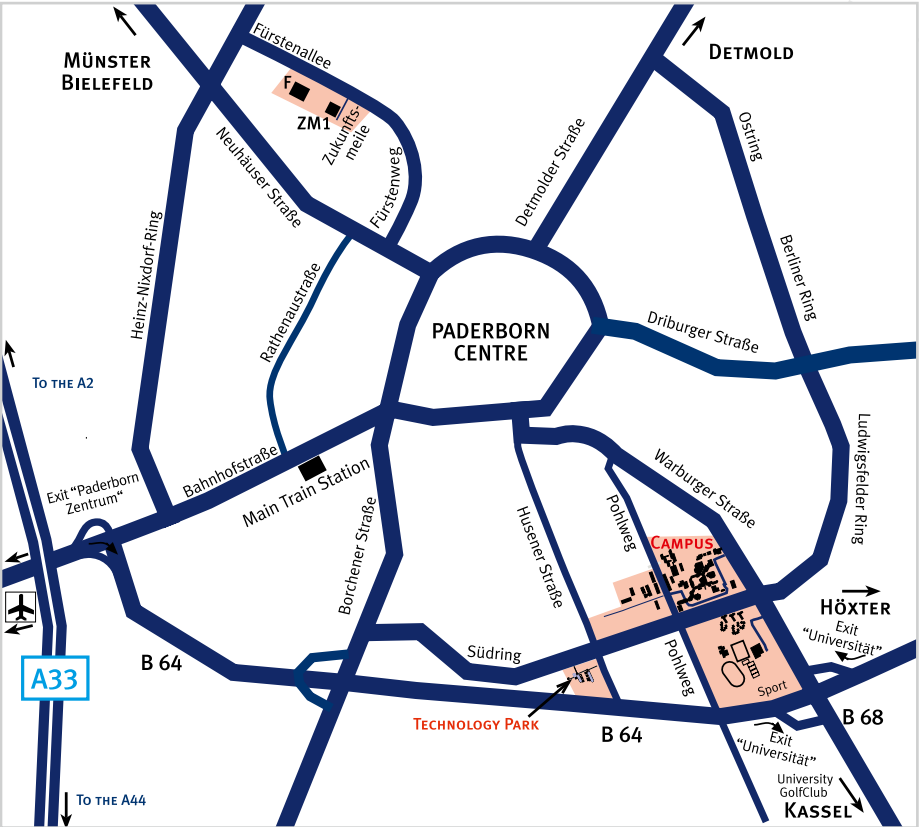 MÜNSTER
BIELEFELD
Fürstenallee
F
ZM1
Zukunfts-
meile
DETMOLD
Neuhäuser Straße
Fürstenweg
Detmolder Straße
Ostring
Heinz-Nixdorf-Ring
Rathenaustraße
Berliner Ring
PADERBORN
CENTRE
Driburger Straße
TO THE A2
Exit “Paderborn
Zentrum“
Bahnhofstraße
Main Train Station
Borchener Straße
Husener Straße
Pohlweg
Warburger Straße
Ludwigsfelder Ring
CAMPUS
HÖXTER
Exit
“Universität”
A33
B 64
Südring
Pohlweg
Sport
TECHNOLOGY PARK
B 64
B 68
Exit
“Universität”
University
GolfClub
KASSEL
TO THE A44